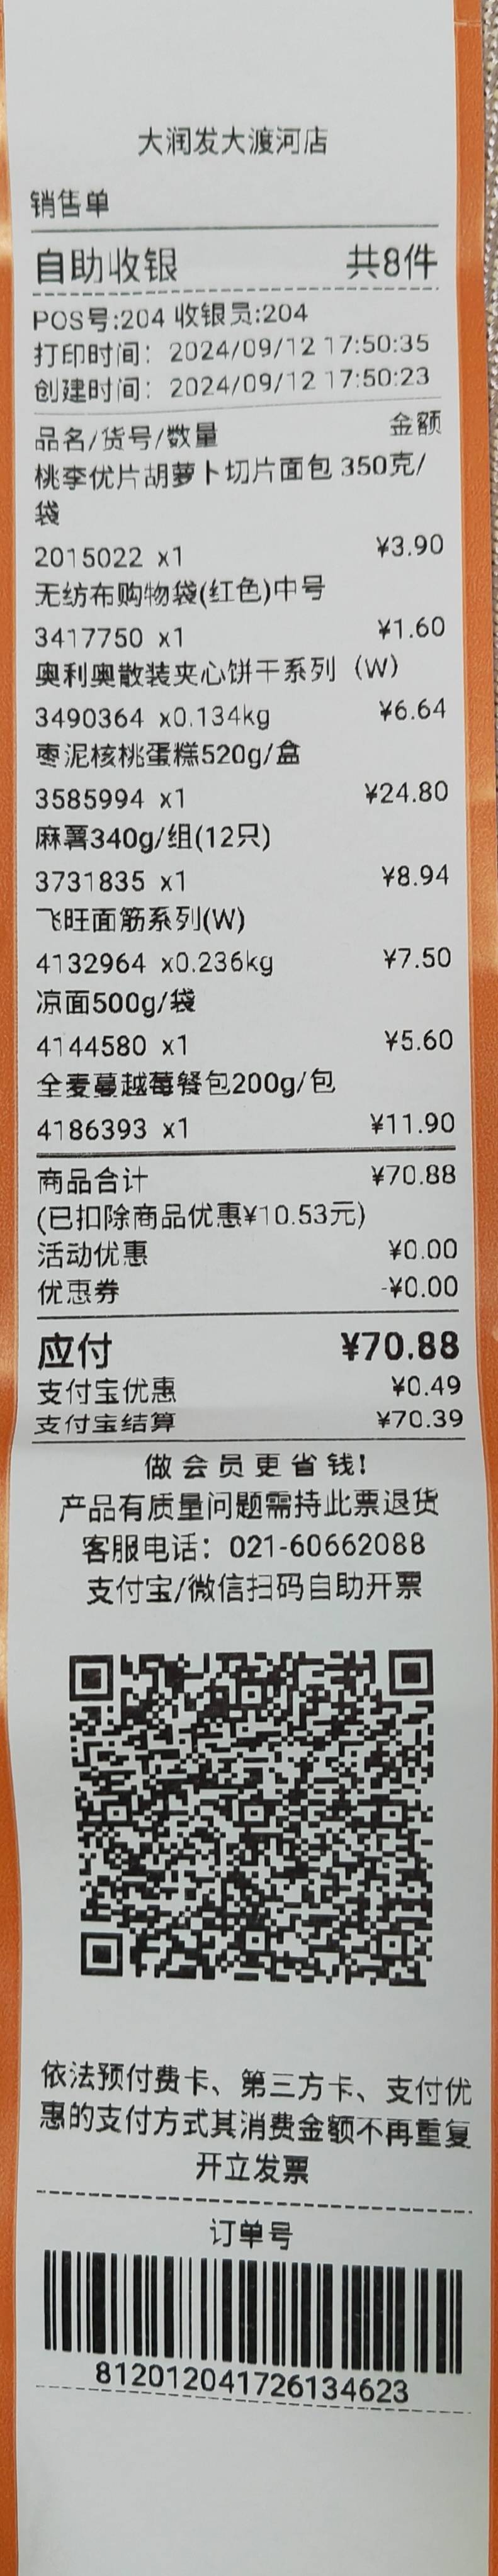 大润发大渡河店
销售单
自助收银 共8件
POS号:204 收银员:204
打印时间： 2024/09/12 17:50:35
创建时间： 2024/09/12 17:50:23
品名/货号/数量 金额
桃李优片胡萝卜切片面包 350克/
袋
2015022 x1 ¥3.90
无纺布购物袋(红色)中号
3417750 x1 ¥1.60
奥利奥散装夹心饼干系列（W）
3490364 x0.134kg ¥6.64
枣泥核桃蛋糕520g/盒
3585994 x1 ¥24.80
麻薯340g/组(12只)
3731835 x1 ¥8.94
飞旺面筋系列(W)
4132964 x0.236kg ¥7.50
凉面500g/袋
4144580 x1 ¥5.60
全麦蔓越莓餐包200g/包
4186393 x1 ¥11.90
商品合计 ¥70.88
(已扣除商品优惠¥10.53元)
活动优惠 ¥0.00
优惠券 -¥0.00
应付 ¥70.88
支付宝优惠 ¥0.49
支付宝结算 ¥70.39
做会员更省钱!
产品有质量问题需持此票退货
客服电话：021-60662088
支付宝/微信扫码自助开票
依法预付费卡、第三方卡、支付优
惠的支付方式其消费金额不再重复
开立发票
订单号
812012041726134623